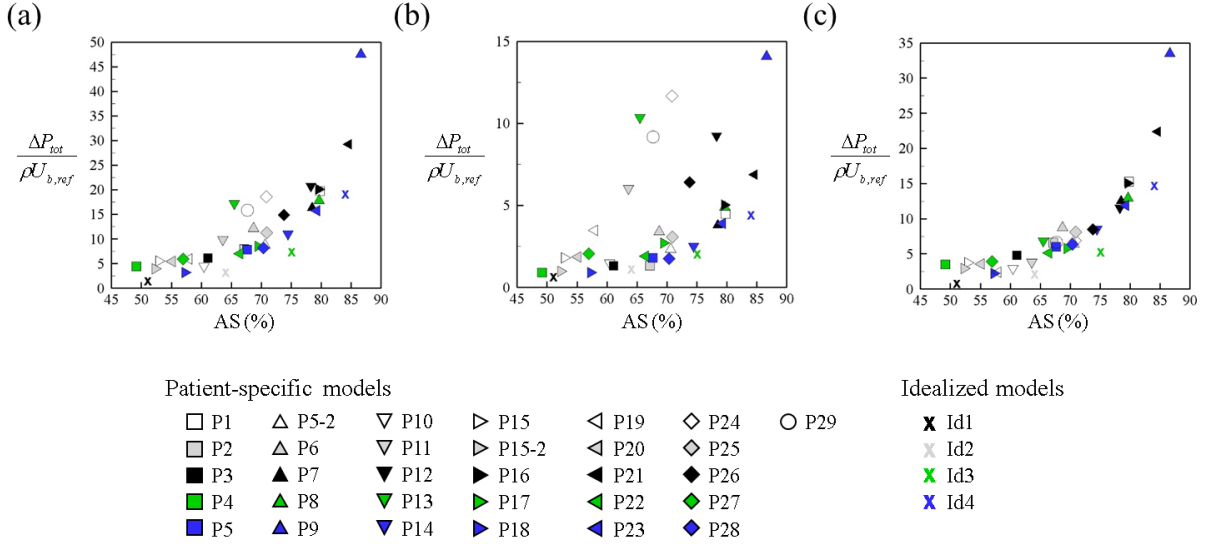 (a) (b) (c)
50 45 40 35 30 25 20 15 10 5 0
ΔP_tot / ρU_b,ref
45 50 55 60 65 70 75 80 85 90
AS (%)
15 10 5 0
ΔP_tot / ρU_b,ref
45 50 55 60 65 70 75 80 85 90
AS (%)
35 30 25 20 15 10 5 0
ΔP_tot / ρU_b,ref
45 50 55 60 65 70 75 80 85 90
AS (%)
Patient-specific models Idealized models
P1 P5-2 P10 P15 P19 P24 P29 Id1
P2 P6 P11 P15-2 P20 P25 Id2
P3 P7 P12 P16 P21 P26 Id3
P4 P8 P13 P17 P22 P27 Id4
P5 P9 P14 P18 P23 P28